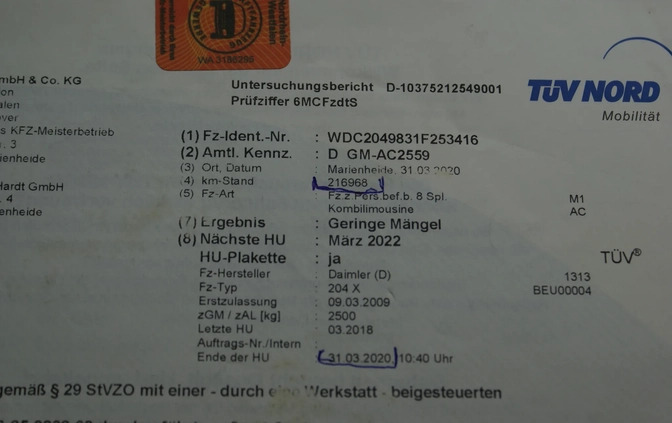 WA 3186296
mbH & Co. KG
Untersuchungsbericht D-10375212549001
Prüfziffer 6MCFzdtS
TÜV NORD
Mobilität
s KFZ-Meisterbetrieb
. 3
rienheide
Hardt GmbH
. 4
nheide
(1) Fz-Ident.-Nr. : WDC2049831F253416
(2) Amtl. Kennz. : D GM-AC2559
(3) Ort, Datum : Marienheide, 31.03.2020
(4) km-Stand : 216968
(5) Fz-Art : Fz.z.Pers.bef.b. 8 Spl. M1
Kombilimousine AC
(7) Ergebnis : Geringe Mängel
(8) Nächste HU : März 2022
HU-Plakette : ja TÜV®
Fz-Hersteller : Daimler (D) 1313
Fz-Typ : 204 X BEU00004
Erstzulassung : 09.03.2009
zGM / zAL [kg] : 2500
Letzte HU : 03.2018
Auftrags-Nr./Intern :
Ende der HU : 31.03.2020, 10:40 Uhr
gemäß § 29 StVZO mit einer - durch eine Werkstatt - beigesteuerten